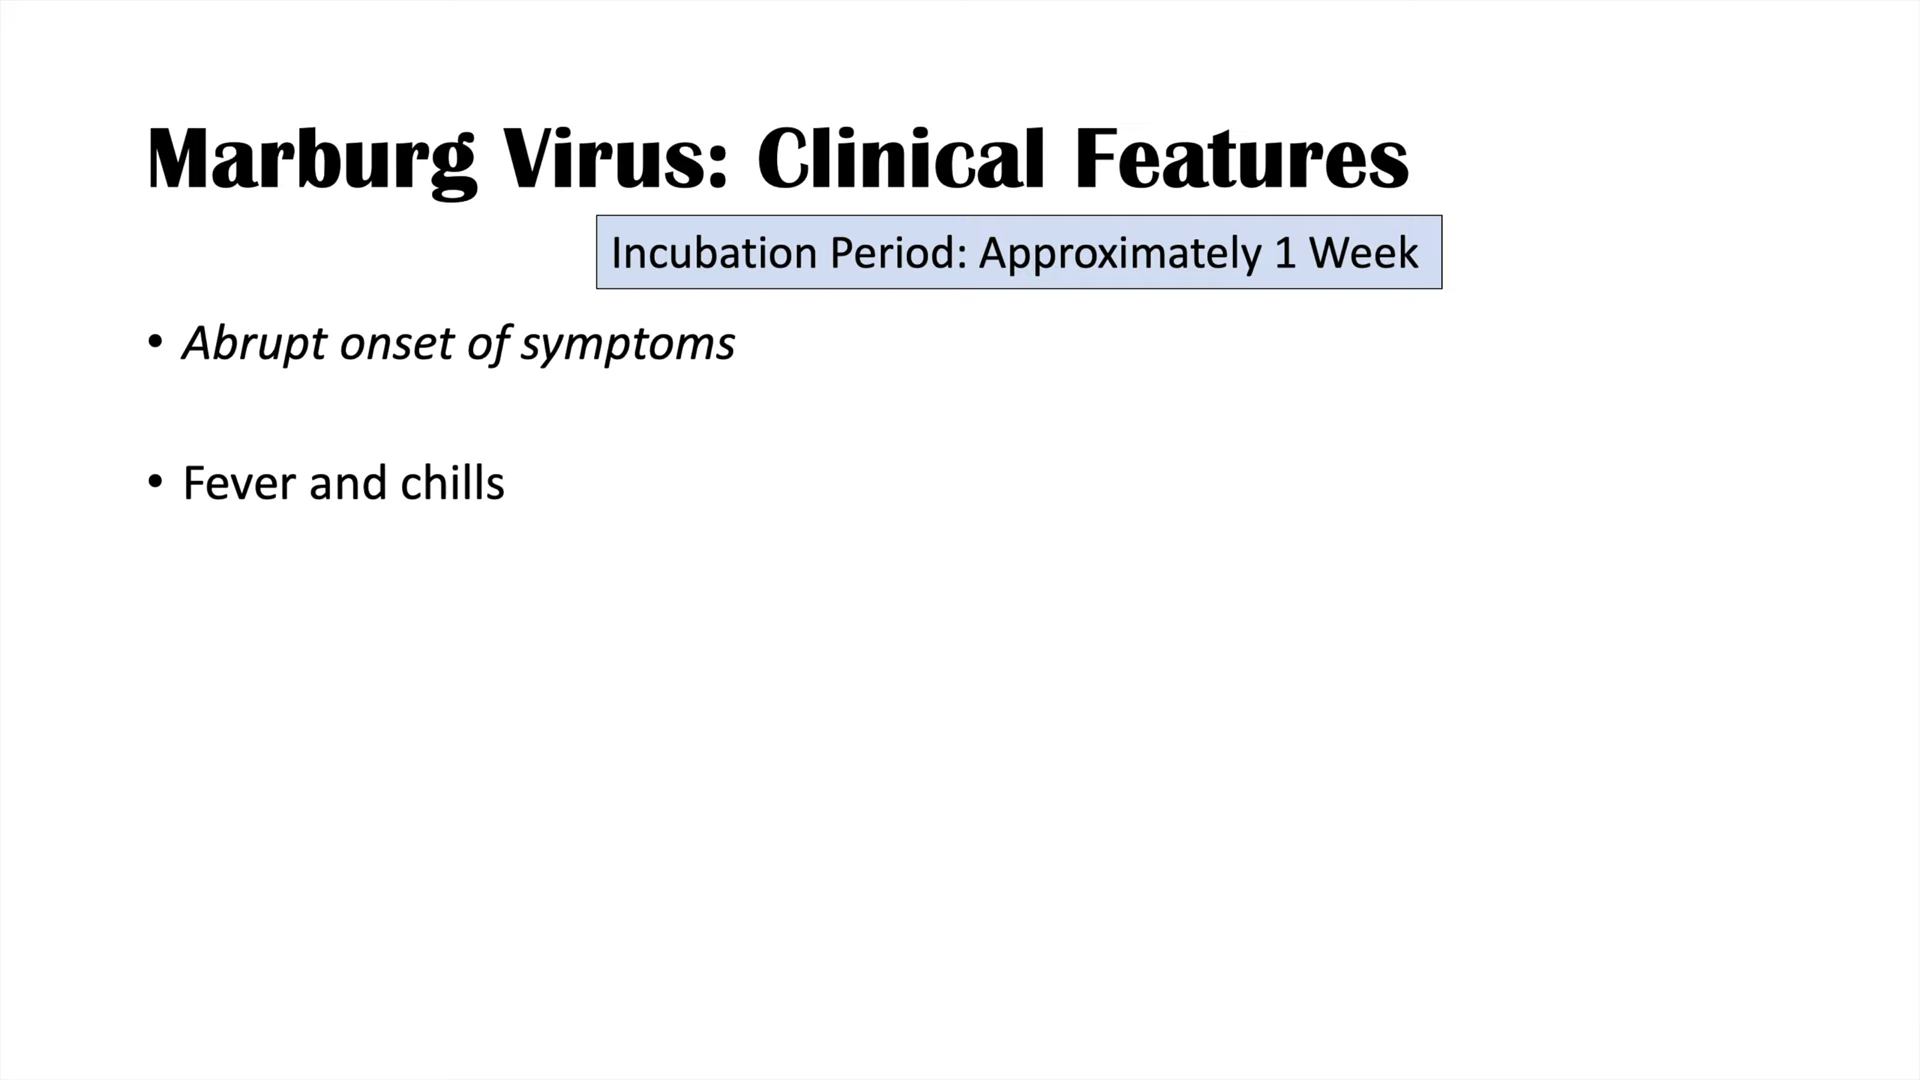 Marburg Virus: Clinical Features
Incubation Period: Approximately 1 Week
• Abrupt onset of symptoms
• Fever and chills